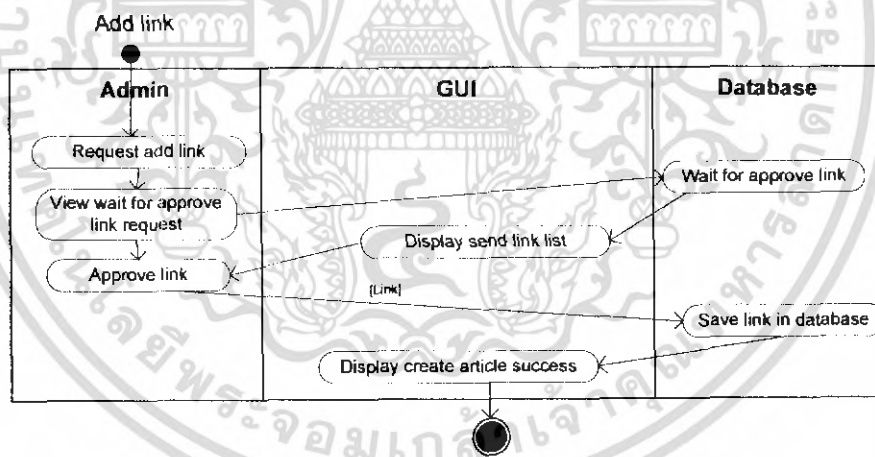 Add link
Admin
GUI
Database
Request add link
Wait for approve link
View wait for approve
link request
Display send link list
Approve link
[Link]
Save link in database
Display create article success